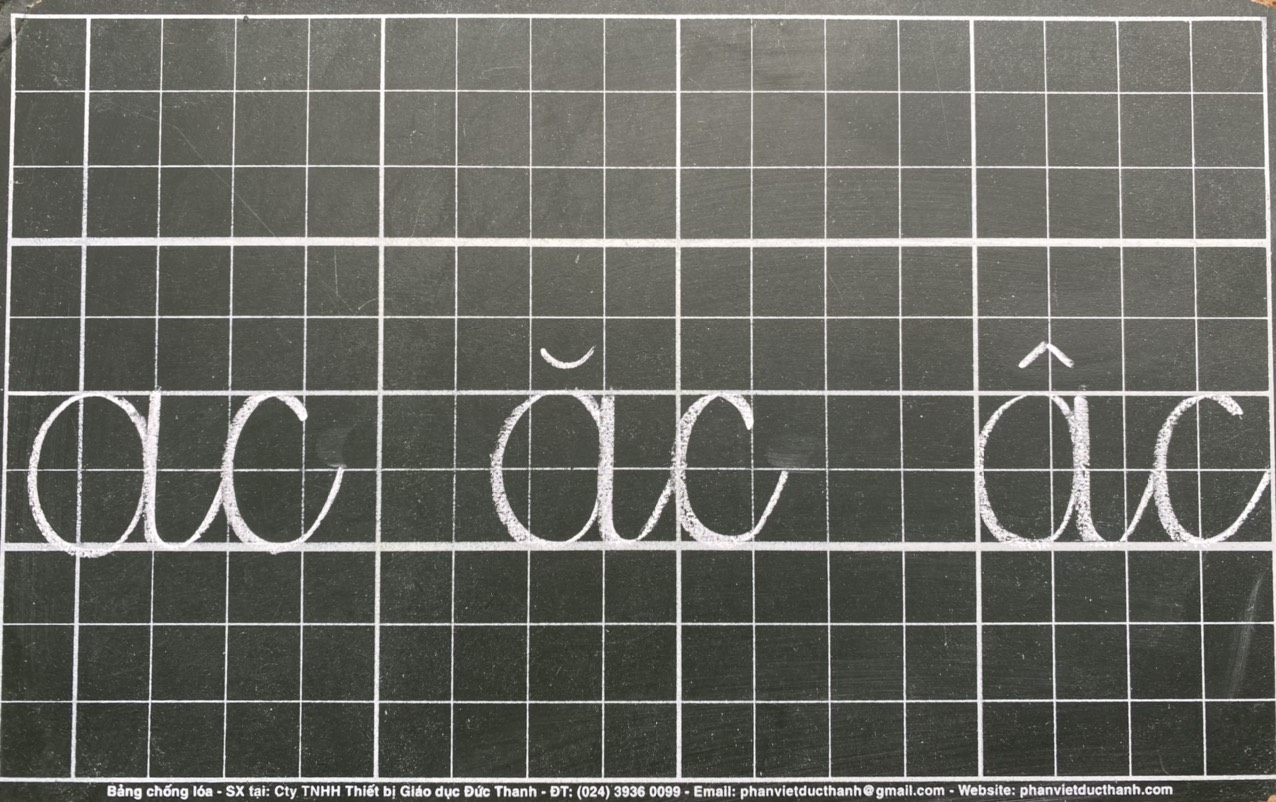 ac ăc âc
Bảng chống lóa - SX tại: Cty TNHH Thiết bị Giáo dục Đức Thanh - ĐT: (024) 3936 0099 - Email: phanvietducthanh@gmail.com - Website: phanvietducthanh.com